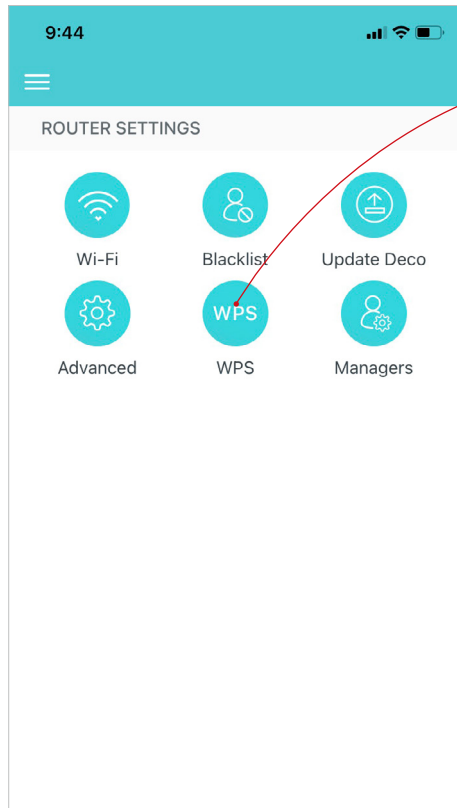 9:44
ROUTER SETTINGS
Wi-Fi Blacklist Update Deco
WPS
Advanced WPS Managers